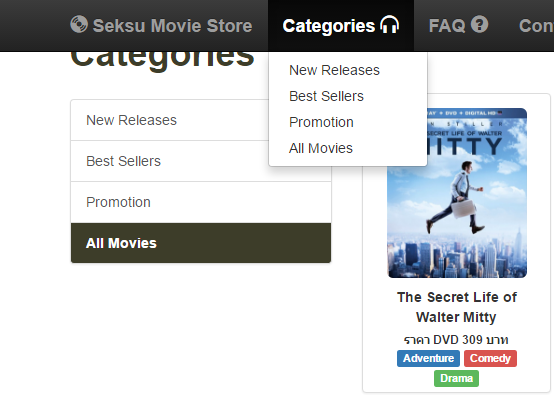 Seksu Movie Store
Categories
FAQ
Con
Categories
New Releases
Best Sellers
Promotion
All Movies
New Releases
Best Sellers
Promotion
All Movies
DVD + DIGITAL HD
SECRET LIFE OF WALTER
MITTY
The Secret Life of
Walter Mitty
ราคา DVD 309 บาท
Adventure Comedy
Drama